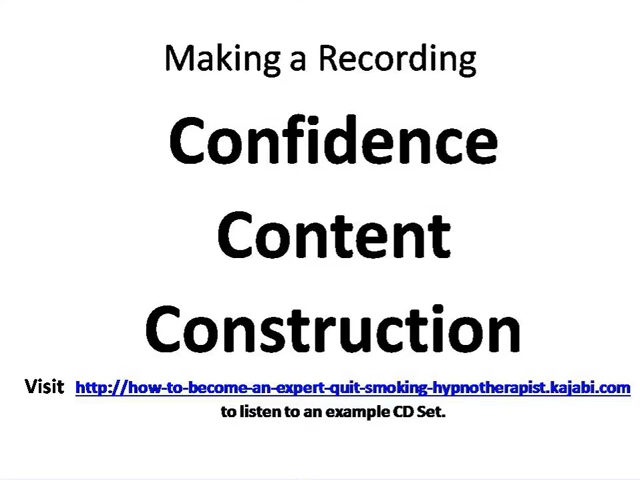 Making a Recording
Confidence
Content
Construction
Visit http://how-to-become-an-expert-quit-smoking-hypnotherapist.kajabi.com
to listen to an example CD Set.